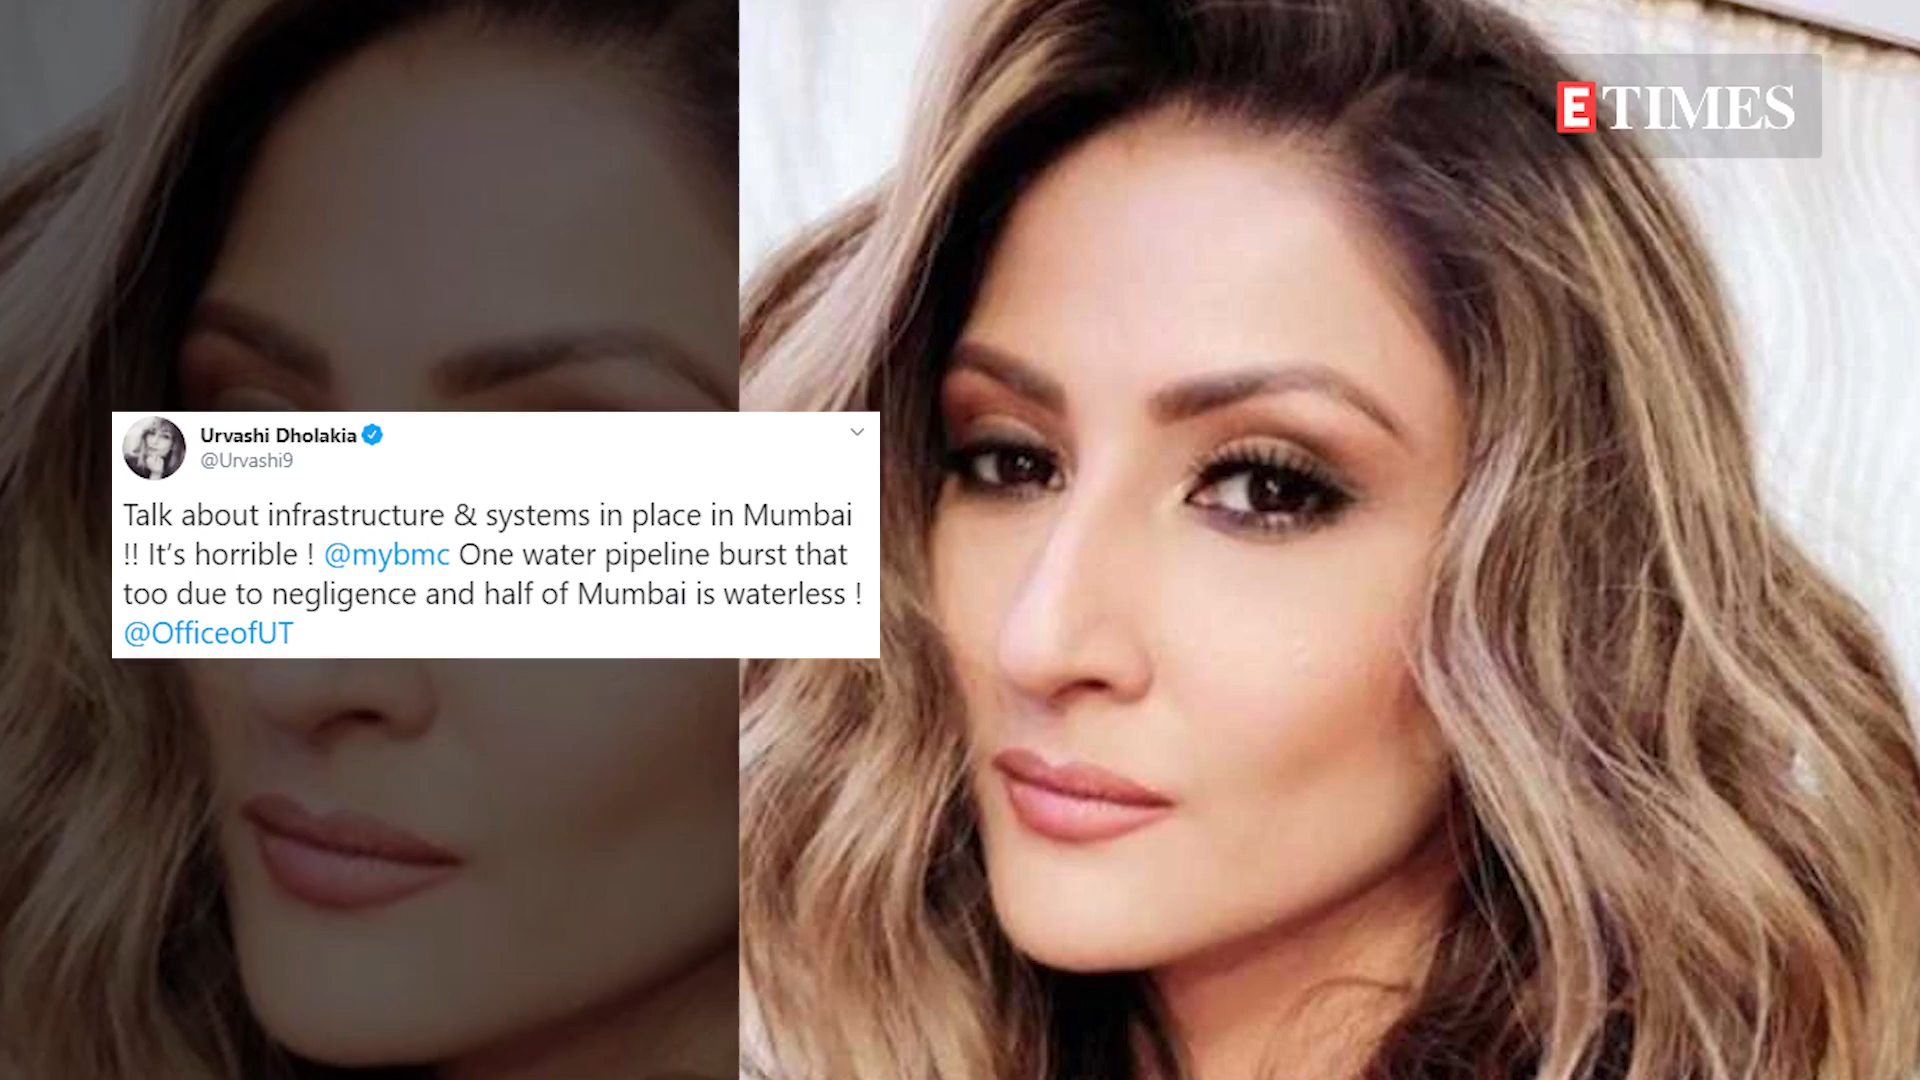 E TIMES
Urvashi Dholakia
@Urvashi9
Talk about infrastructure & systems in place in Mumbai
!! It’s horrible ! @mybmc One water pipeline burst that
too due to negligence and half of Mumbai is waterless !
@OfficeofUT